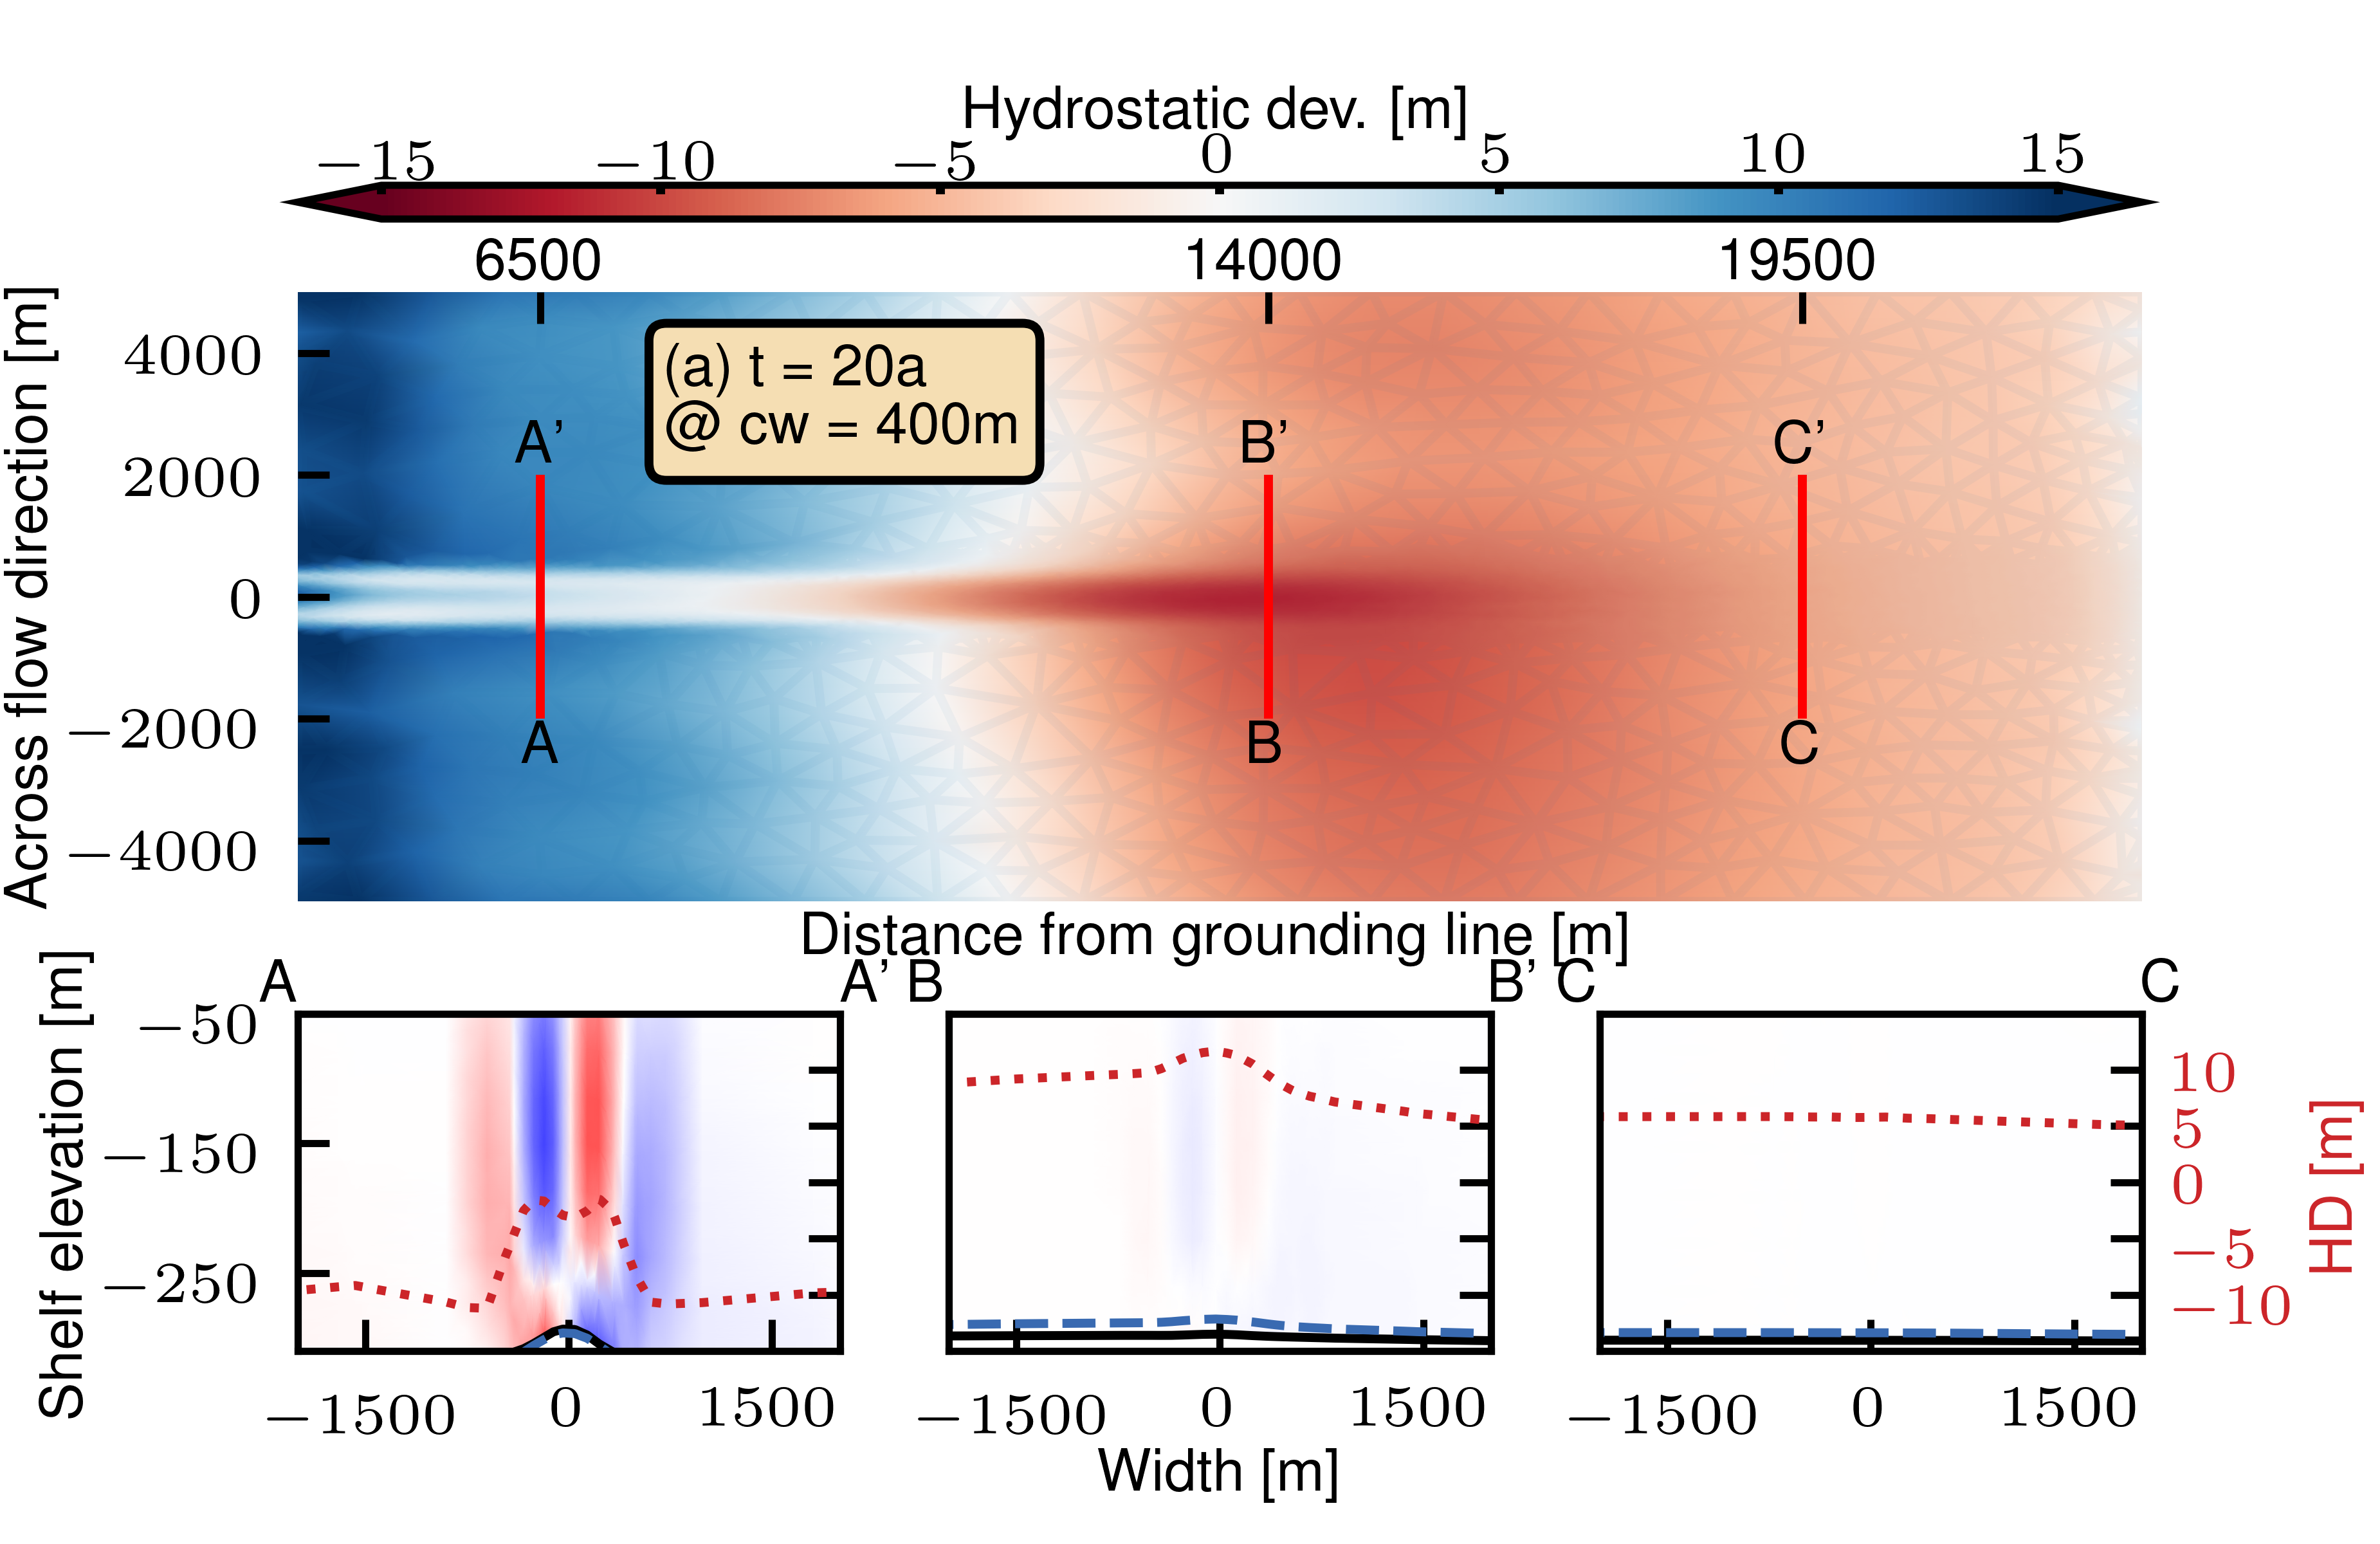 Hydrostatic dev. [m]
−15 −10 −5 0 5 10 15
6500 14000 19500
Across flow direction [m]
4000
2000
0
−2000
−4000
(a) t = 20a
@ cw = 400m
A’ B’ C’
A B C
Distance from grounding line [m]
A A’ B B’ C C
Shelf elevation [m]
−50
−150
−250
10
5
0
−5
−10
HD [m]
−1500 0 1500 −1500 0 1500 −1500 0 1500
Width [m]